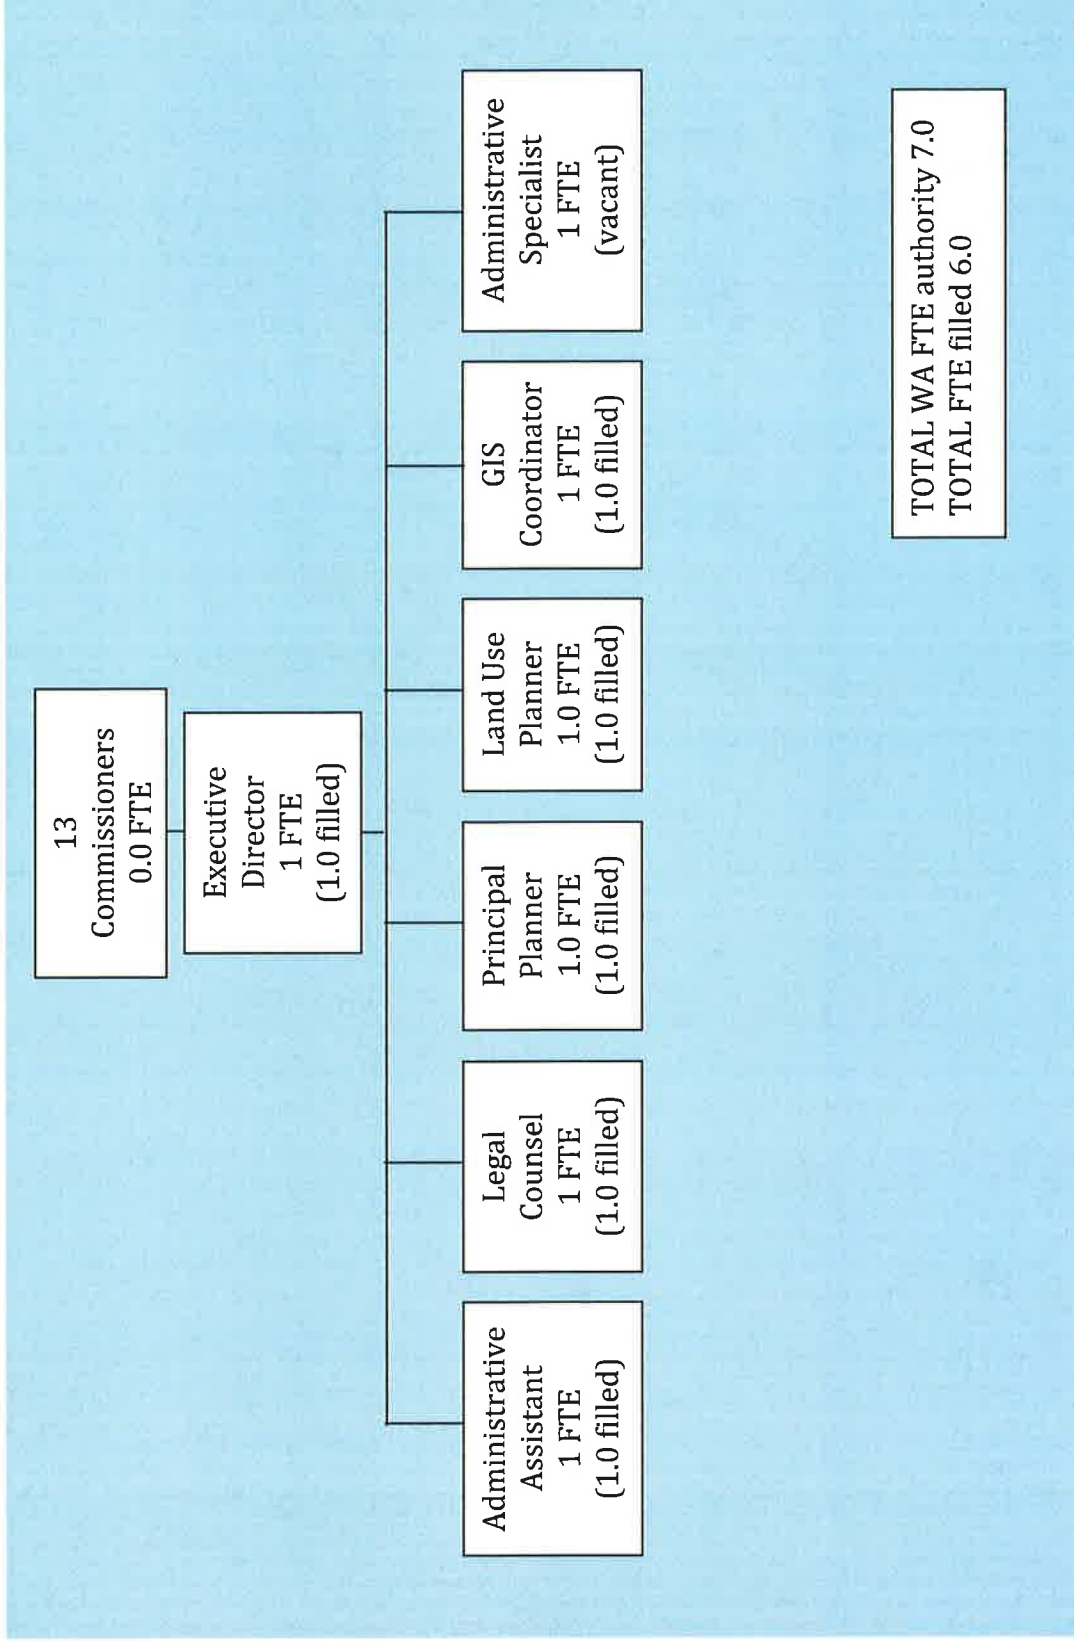 13
Commissioners
0.0 FTE
Executive
Director
1 FTE
(1.0 filled)
Administrative
Assistant
1 FTE
(1.0 filled)
Legal
Counsel
1 FTE
(1.0 filled)
Principal
Planner
1.0 FTE
(1.0 filled)
Land Use
Planner
1.0 FTE
(1.0 filled)
GIS
Coordinator
1 FTE
(1.0 filled)
Administrative
Specialist
1 FTE
(vacant)
TOTAL WA FTE authority 7.0
TOTAL FTE filled 6.0